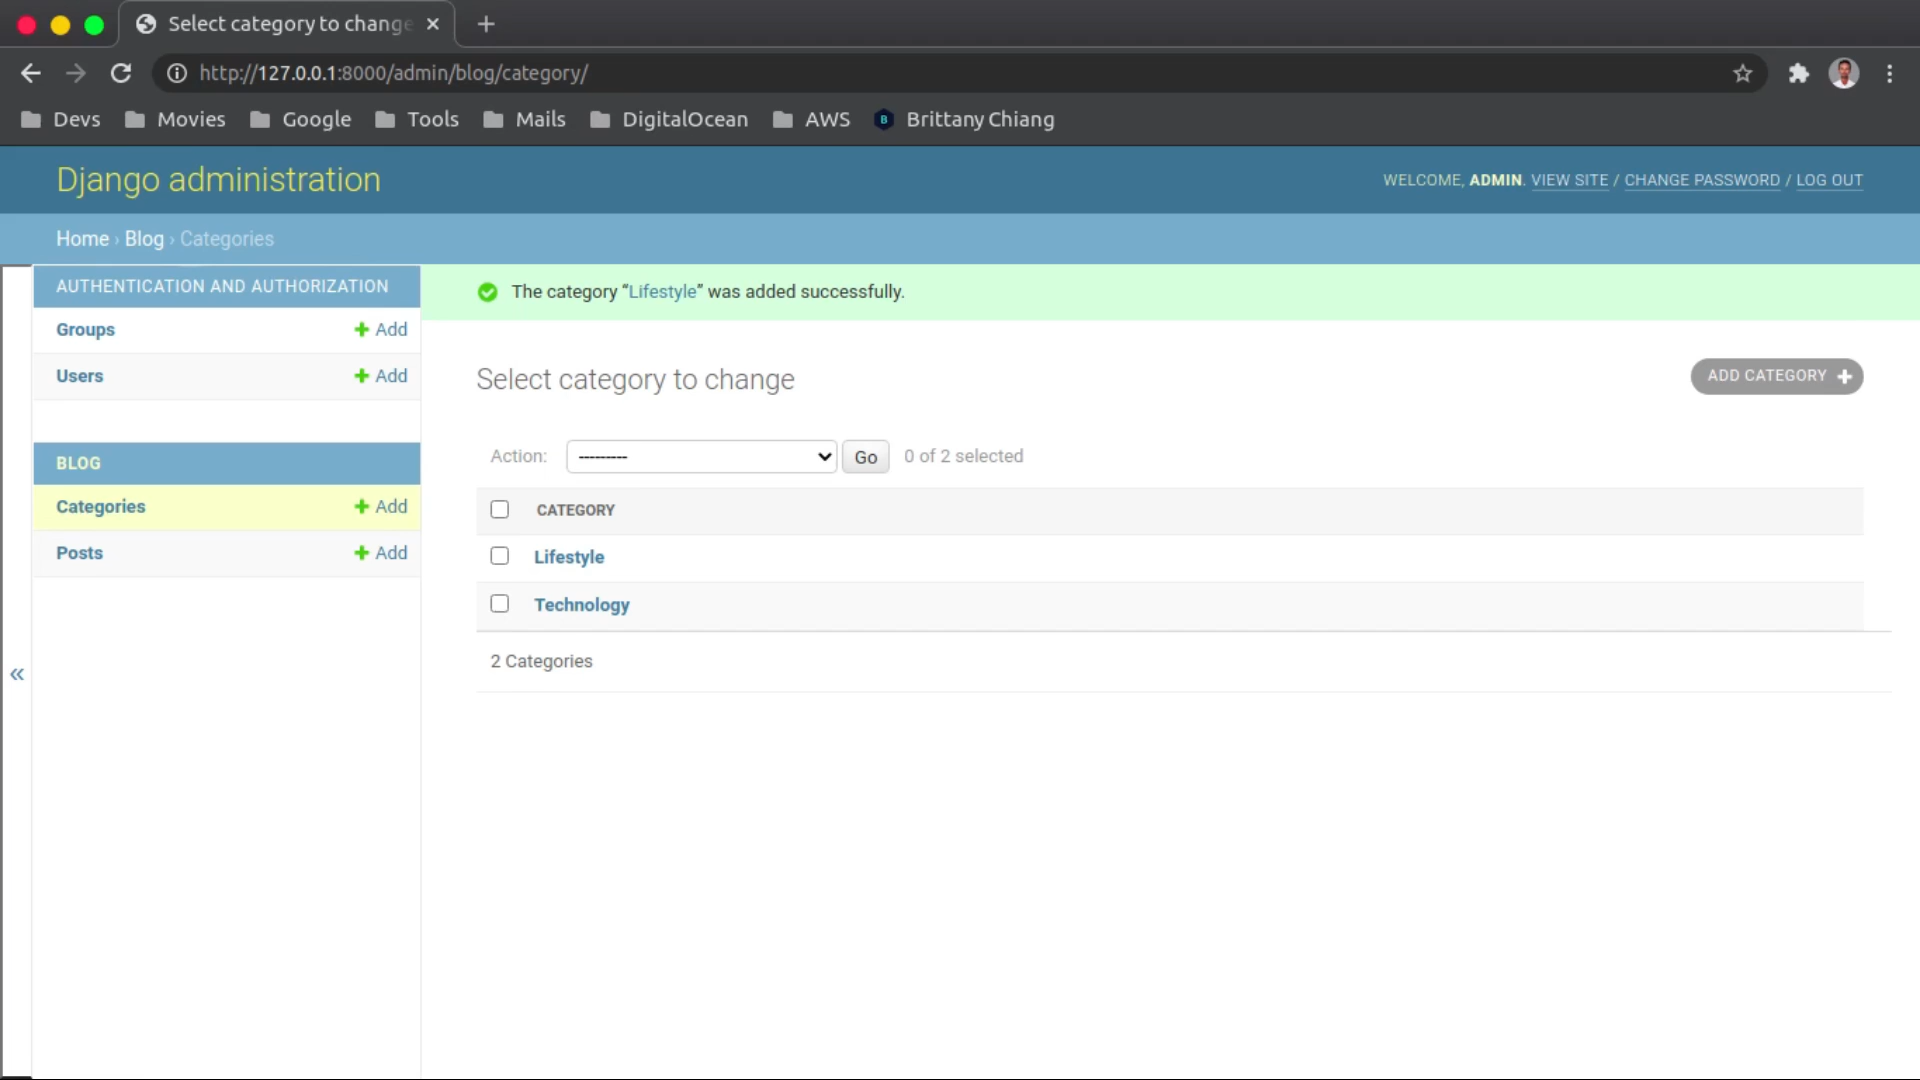 Select category to change
http://127.0.0.1:8000/admin/blog/category/
Devs Movies Google Tools Mails DigitalOcean AWS Brittany Chiang
Django administration
WELCOME, ADMIN. VIEW SITE / CHANGE PASSWORD / LOG OUT
Home › Blog › Categories
AUTHENTICATION AND AUTHORIZATION
Groups + Add
Users + Add
BLOG
Categories + Add
Posts + Add
«
The category “Lifestyle” was added successfully.
Select category to change
ADD CATEGORY +
Action: --------- Go 0 of 2 selected
CATEGORY
Lifestyle
Technology
2 Categories